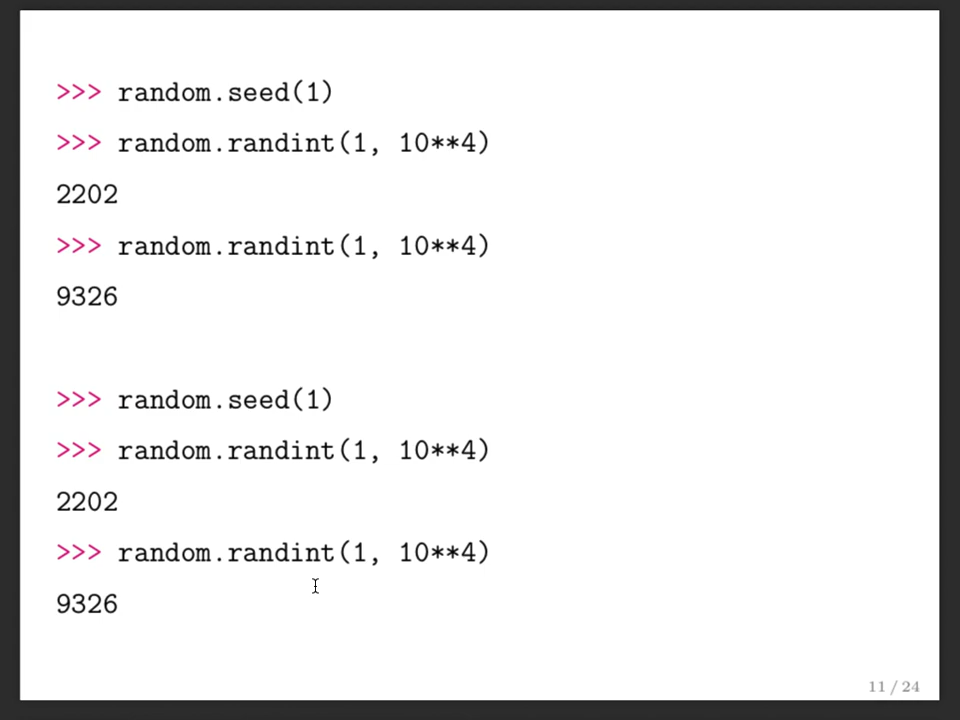 >>> random.seed(1)
>>> random.randint(1, 10**4)
2202
>>> random.randint(1, 10**4)
9326
>>> random.seed(1)
>>> random.randint(1, 10**4)
2202
>>> random.randint(1, 10**4)
9326
11 / 24